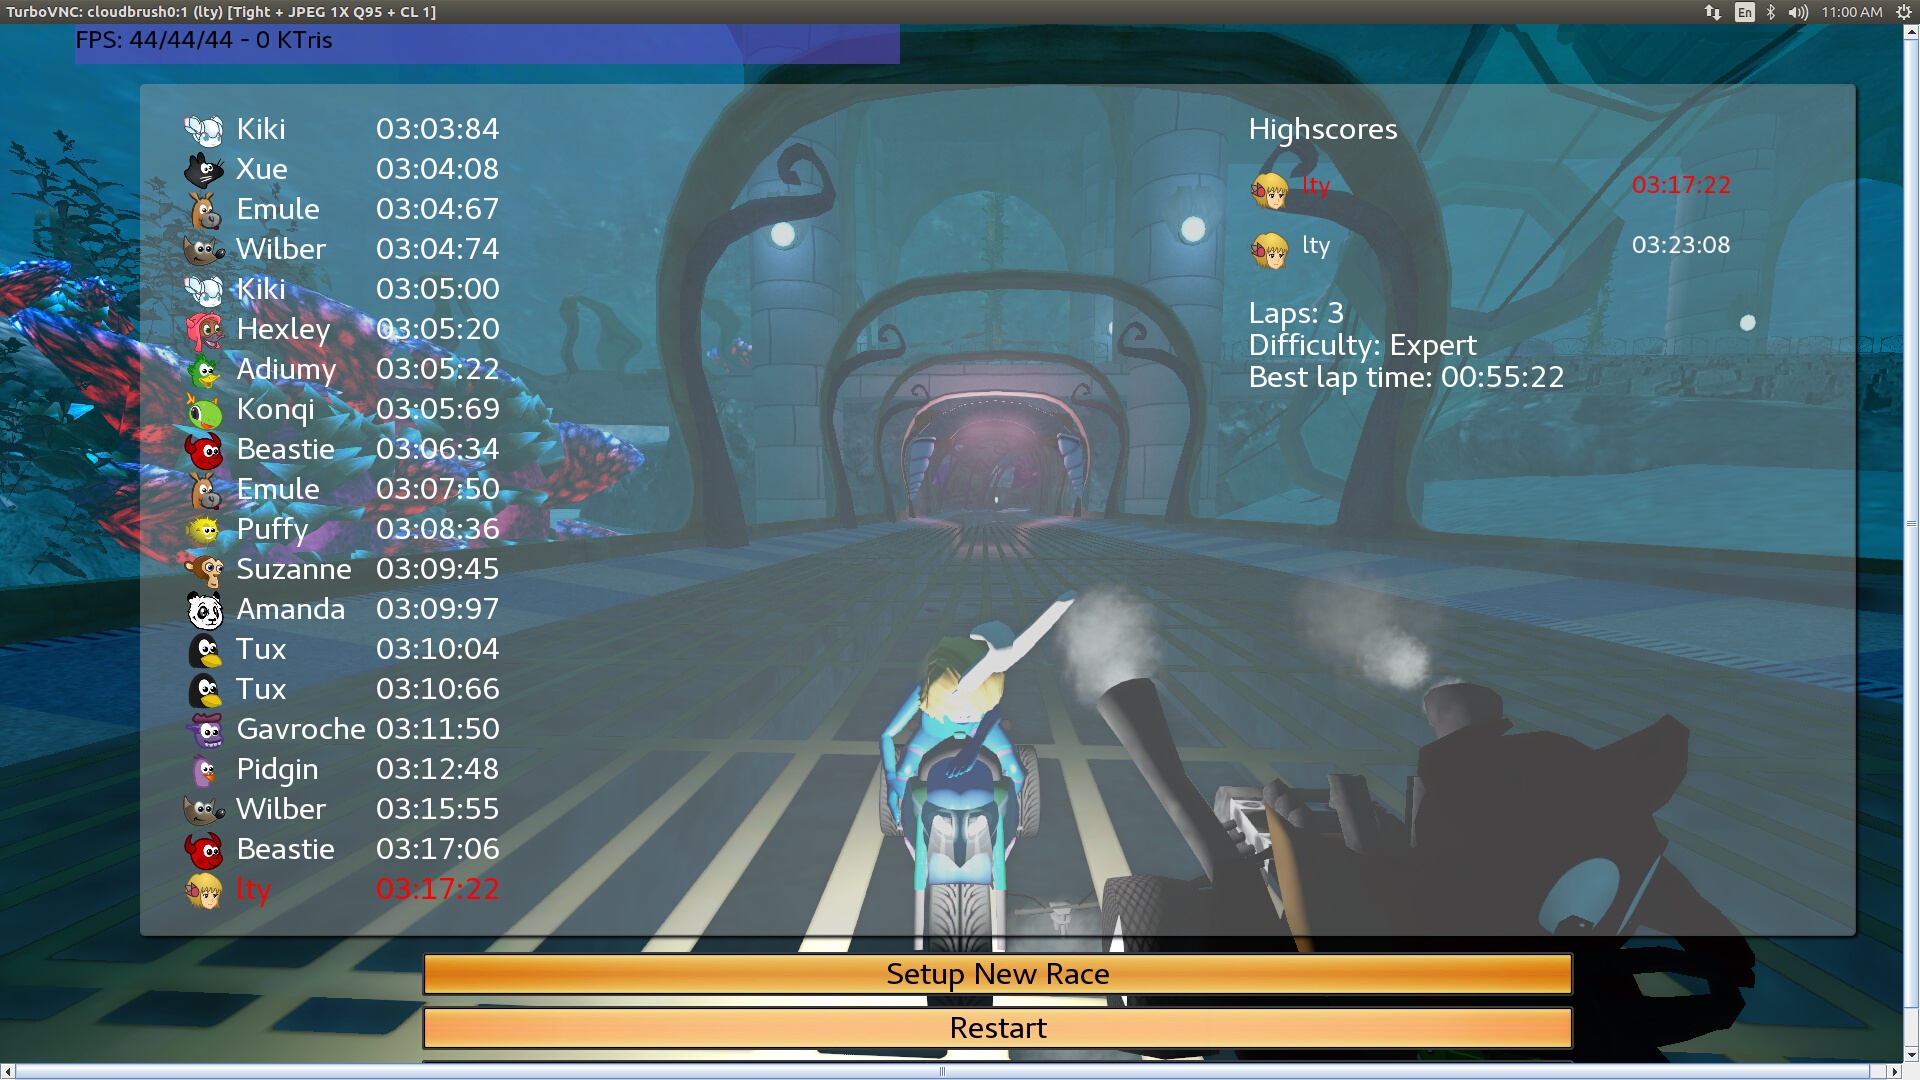 TurboVNC: cloudbrush0:1 (lty) [Tight + JPEG 1X Q95 + CL 1]
En 11:00 AM
FPS: 44/44/44 - 0 KTris
Kiki 03:03:84
Xue 03:04:08
Emule 03:04:67
Wilber 03:04:74
Kiki 03:05:00
Hexley 03:05:20
Adiumy 03:05:22
Konqi 03:05:69
Beastie 03:06:34
Emule 03:07:50
Puffy 03:08:36
Suzanne 03:09:45
Amanda 03:09:97
Tux 03:10:04
Tux 03:10:66
Gavroche 03:11:50
Pidgin 03:12:48
Wilber 03:15:55
Beastie 03:17:06
lty 03:17:22
Highscores
lty 03:17:22
lty 03:23:08
Laps: 3
Difficulty: Expert
Best lap time: 00:55:22
Setup New Race
Restart